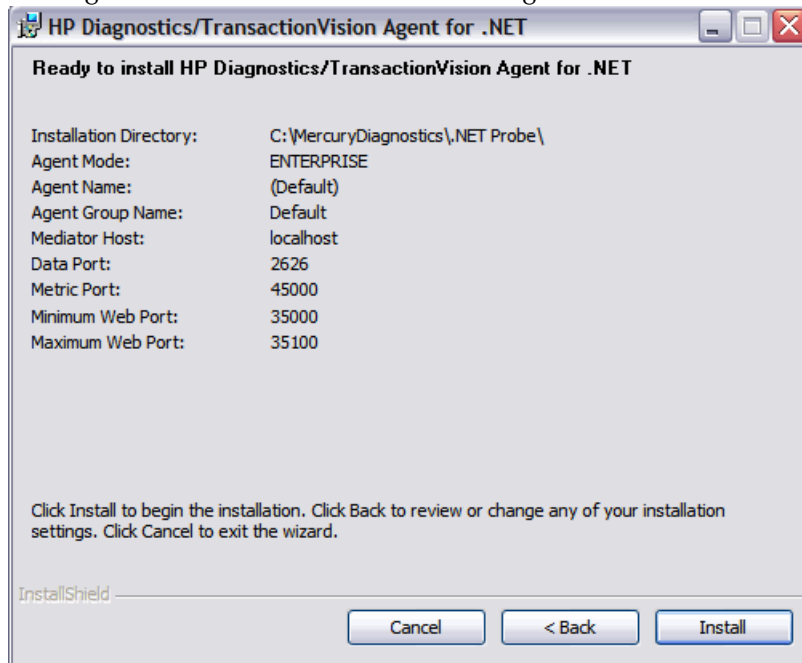 HP Diagnostics/TransactionVision Agent for .NET
Ready to install HP Diagnostics/TransactionVision Agent for .NET
Installation Directory: C:\MercuryDiagnostics\.NET Probe\
Agent Mode: ENTERPRISE
Agent Name: (Default)
Agent Group Name: Default
Mediator Host: localhost
Data Port: 2626
Metric Port: 45000
Minimum Web Port: 35000
Maximum Web Port: 35100
Click Install to begin the installation. Click Back to review or change any of your installation
settings. Click Cancel to exit the wizard.
InstallShield
Cancel < Back Install